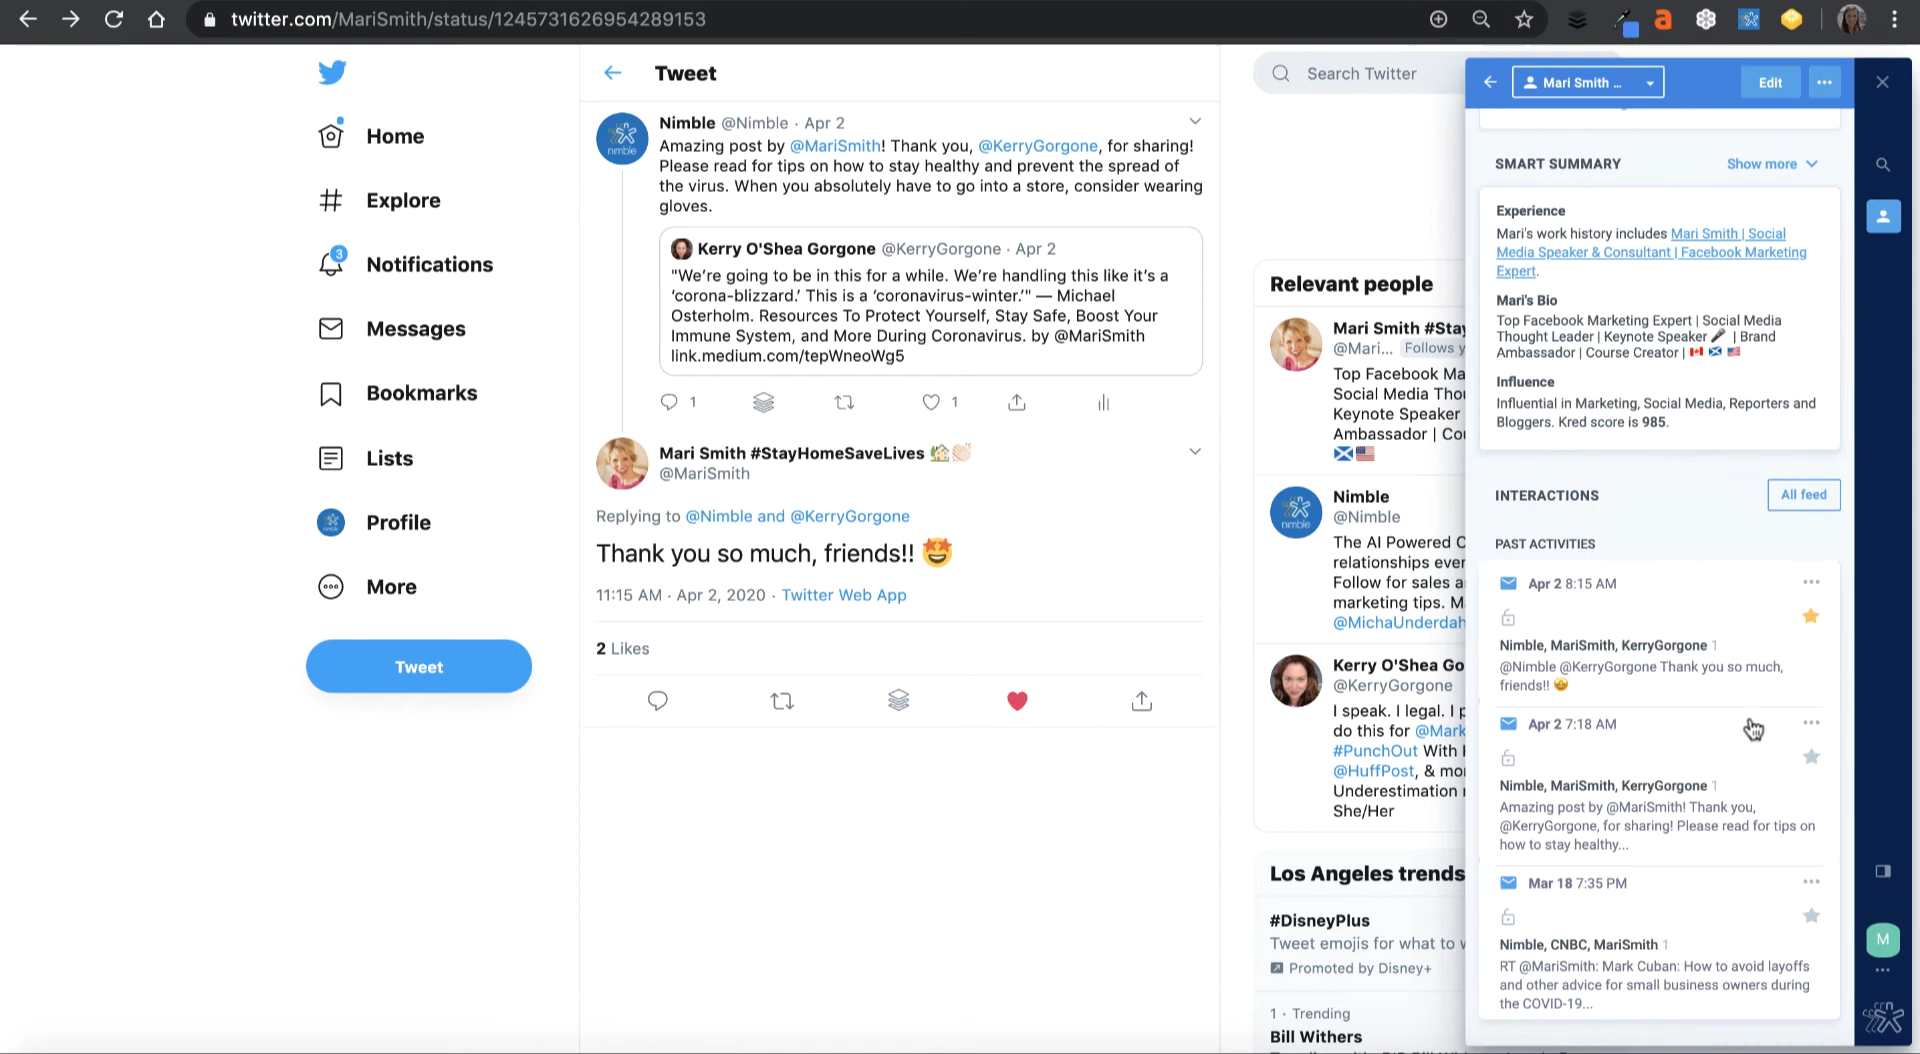 twitter.com/MariSmith/status/1245731626954289153
Home
Explore
3
Notifications
Messages
Bookmarks
Lists
Profile
More
Tweet
Tweet
Nimble @Nimble · Apr 2
Amazing post by @MariSmith! Thank you, @KerryGorgone, for sharing!
Please read for tips on how to stay healthy and prevent the spread of
the virus. When you absolutely have to go into a store, consider wearing
gloves.
Kerry O'Shea Gorgone @KerryGorgone · Apr 2
"We're going to be in this for a while. We're handling this like it's a
'corona-blizzard.' This is a 'coronavirus-winter.'" — Michael
Osterholm. Resources To Protect Yourself, Stay Safe, Boost Your
Immune System, and More During Coronavirus. by @MariSmith
link.medium.com/tepWneoWg5
1
1
Mari Smith #StayHomeSaveLives 🏡👏🏻
@MariSmith
Replying to @Nimble and @KerryGorgone
Thank you so much, friends!! 🤩
11:15 AM · Apr 2, 2020 · Twitter Web App
2 Likes
Search Twitter
Relevant people
Mari Smith #Stay
@Mari... Follows y
Top Facebook Ma
Social Media Tho
Keynote Speaker
Ambassador | Co
🏴󠁧󠁢󠁳󠁣󠁴󠁿🇺🇸
nimble
Nimble
@Nimble
The AI Powered C
relationships ever
Follow for sales a
marketing tips. M
@MichaUnderdah
Kerry O'Shea Go
@KerryGorgone
I speak. I legal. I p
do this for @Mark
#PunchOut With
@HuffPost, & mo
Underestimation
She/Her
Los Angeles trends
#DisneyPlus
Tweet emojis for what to w
Promoted by Disney+
1 · Trending
Bill Withers
Mari Smith ...
Edit
SMART SUMMARY
Show more
Experience
Mari's work history includes Mari Smith | Social
Media Speaker & Consultant | Facebook Marketing
Expert.
Mari's Bio
Top Facebook Marketing Expert | Social Media
Thought Leader | Keynote Speaker 🎤 | Brand
Ambassador | Course Creator | 🇨🇦 🏴󠁧󠁢󠁳󠁣󠁴󠁿 🇺🇸
Influence
Influential in Marketing, Social Media, Reporters and
Bloggers. Kred score is 985.
INTERACTIONS
All feed
PAST ACTIVITIES
Apr 2 8:15 AM
Nimble, MariSmith, KerryGorgone 1
@Nimble @KerryGorgone Thank you so much,
friends!! 🤩
Apr 2 7:18 AM
Nimble, MariSmith, KerryGorgone 1
Amazing post by @MariSmith! Thank you,
@KerryGorgone, for sharing! Please read for tips on
how to stay healthy...
Mar 18 7:35 PM
Nimble, CNBC, MariSmith 1
RT @MariSmith: Mark Cuban: How to avoid layoffs
and other advice for small business owners during
the COVID-19...
M